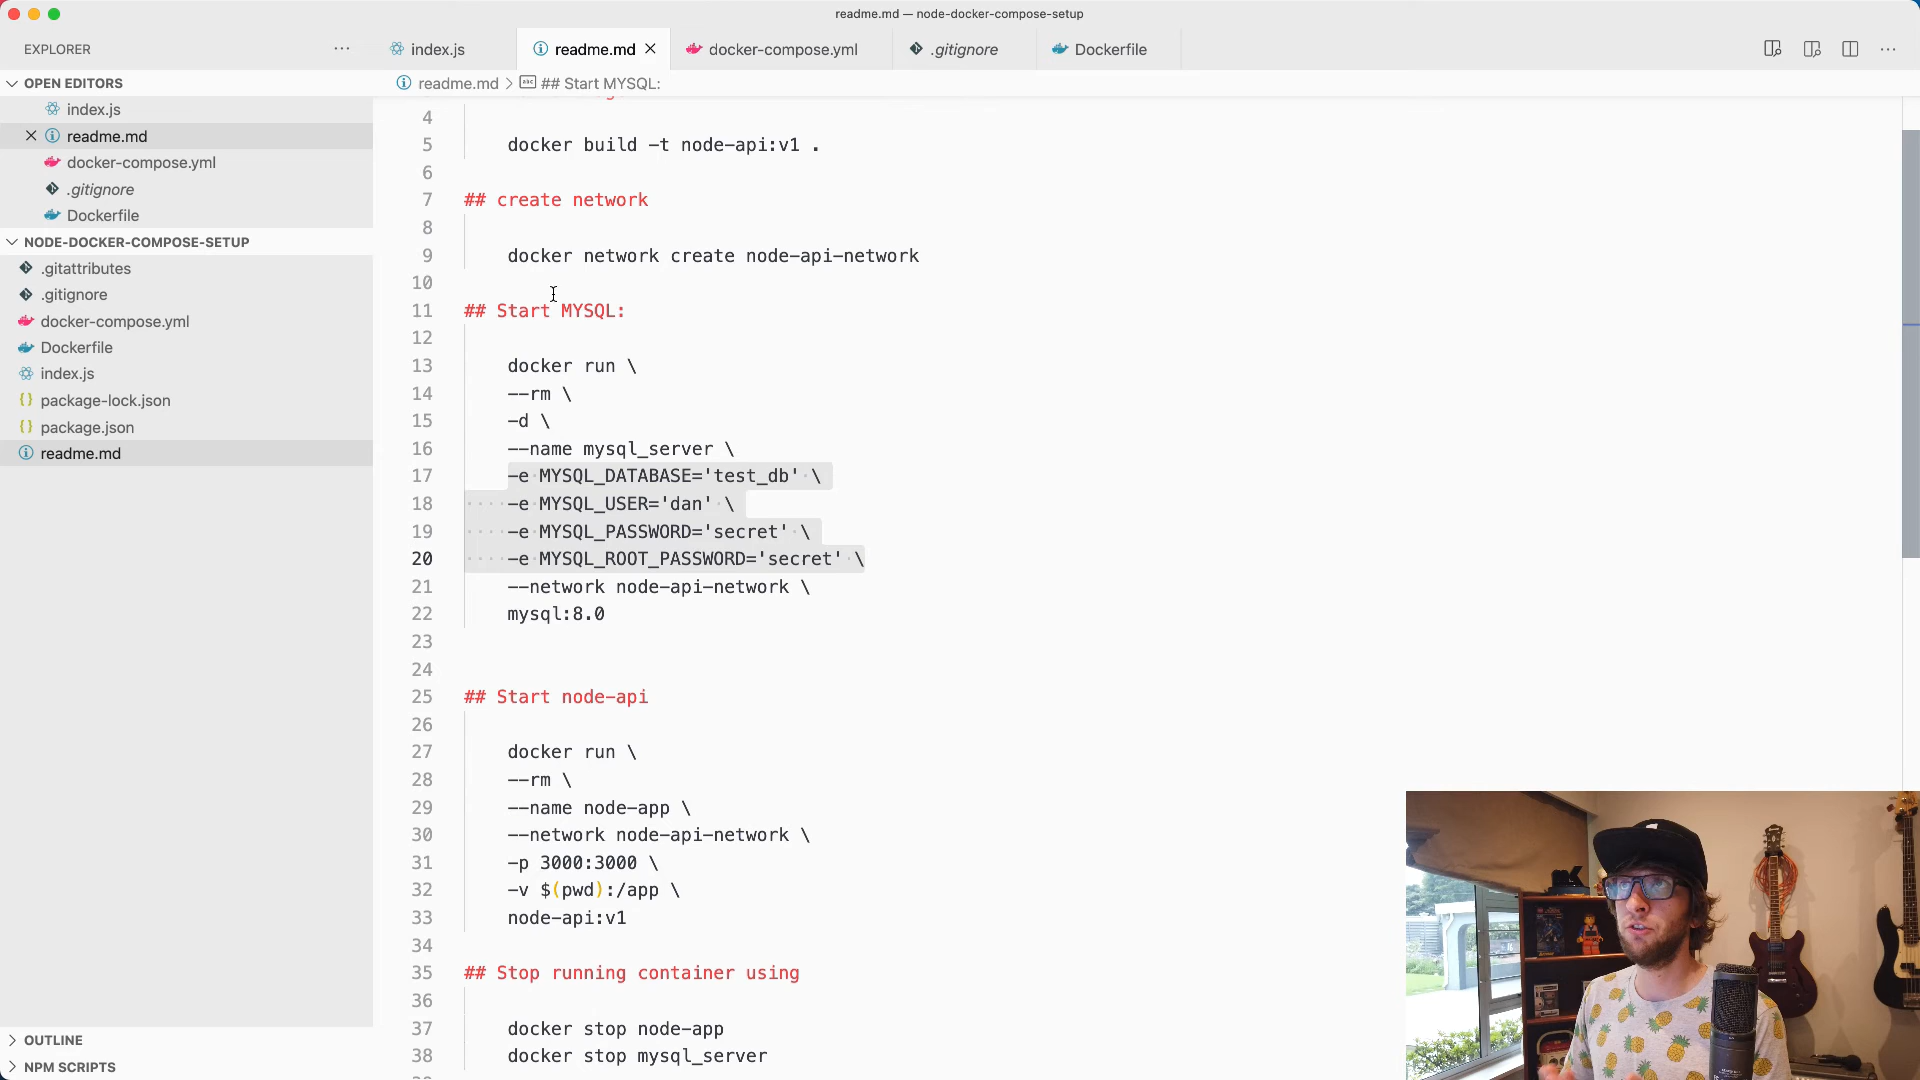 readme.md — node-docker-compose-setup
EXPLORER
index.js
readme.md
docker-compose.yml
.gitignore
Dockerfile
OPEN EDITORS
readme.md > ## Start MYSQL:
index.js
readme.md
docker-compose.yml
.gitignore
Dockerfile
NODE-DOCKER-COMPOSE-SETUP
.gitattributes
.gitignore
docker-compose.yml
Dockerfile
index.js
package-lock.json
package.json
readme.md
OUTLINE
NPM SCRIPTS
4
5 docker build -t node-api:v1 .
6
7 ## create network
8
9 docker network create node-api-network
10
11 ## Start MYSQL:
12
13 docker run \
14 --rm \
15 -d \
16 --name mysql_server \
17 -e MYSQL_DATABASE='test_db' \
18 -e MYSQL_USER='dan' \
19 -e MYSQL_PASSWORD='secret' \
20 -e MYSQL_ROOT_PASSWORD='secret' \
21 --network node-api-network \
22 mysql:8.0
23
24
25 ## Start node-api
26
27 docker run \
28 --rm \
29 --name node-app \
30 --network node-api-network \
31 -p 3000:3000 \
32 -v $(pwd):/app \
33 node-api:v1
34
35 ## Stop running container using
36
37 docker stop node-app
38 docker stop mysql_server